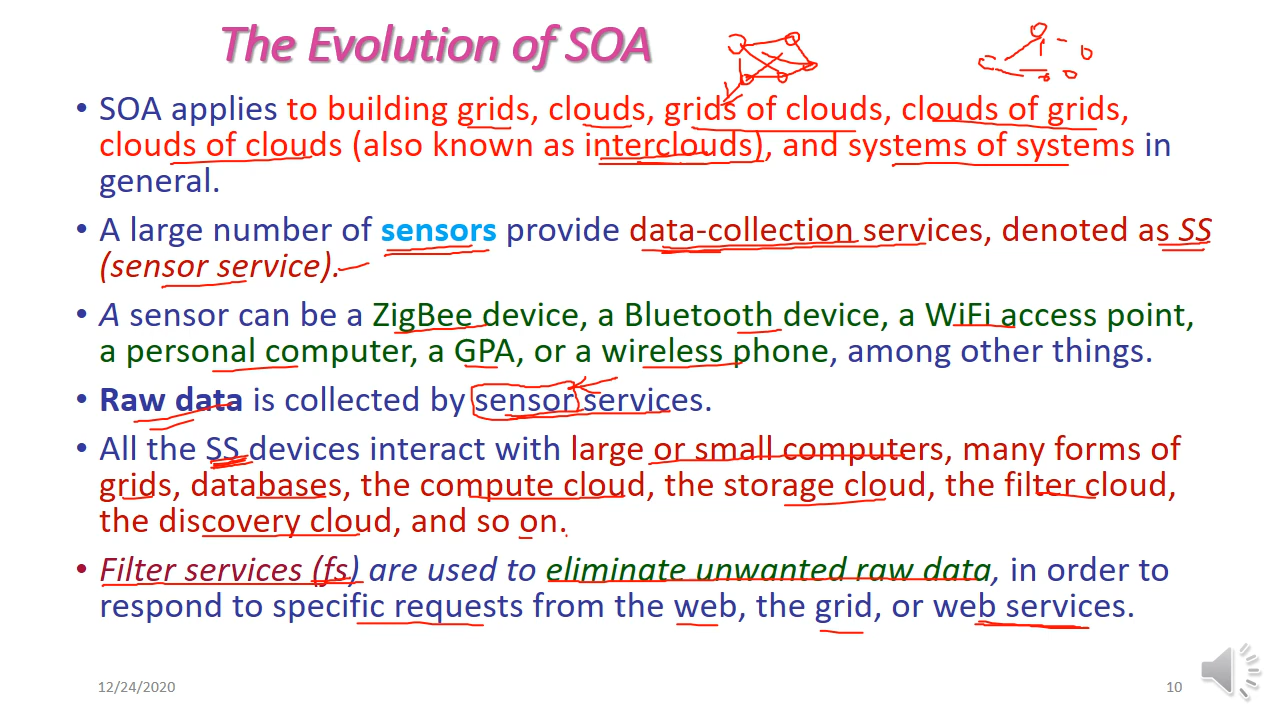 The Evolution of SOA
• SOA applies to building grids, clouds, grids of clouds, clouds of grids,
clouds of clouds (also known as interclouds), and systems of systems in
general.
• A large number of sensors provide data-collection services, denoted as SS
(sensor service).
• A sensor can be a ZigBee device, a Bluetooth device, a WiFi access point,
a personal computer, a GPA, or a wireless phone, among other things.
• Raw data is collected by sensor services.
• All the SS devices interact with large or small computers, many forms of
grids, databases, the compute cloud, the storage cloud, the filter cloud,
the discovery cloud, and so on.
• Filter services (fs) are used to eliminate unwanted raw data, in order to
respond to specific requests from the web, the grid, or web services.
12/24/2020
10